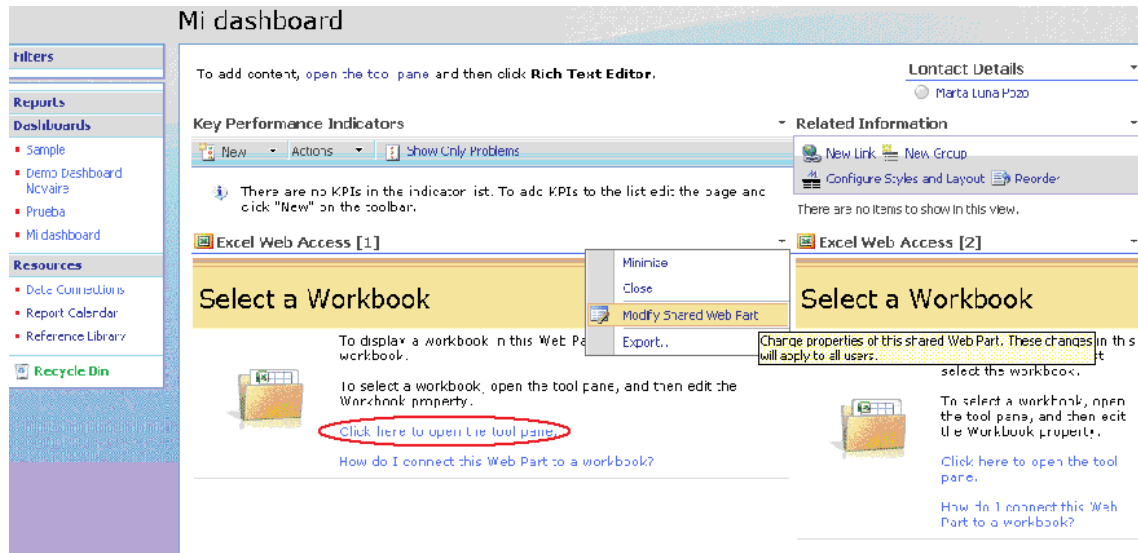 Mi dashboard
Filters
Reports
Dashboards
Sample
Demo Dashboard
Novaire
Prueba
Mi dashboard
Resources
Data Connections
Report Calendar
Reference Library
Recycle Bin
To add content, open the tool pane and then click Rich Text Editor.
Key Performance Indicators
New Actions Show Only Problems
There are no KPIs in the indicator list. To add KPIs to the list edit the page and
click "New" on the toolbar.
Excel Web Access [1]
Minimize
Close
Modify Shared Web Part
Export...
Change properties of this shared Web Part. These changes
will apply to all users.
Select a Workbook
To display a workbook in this Web Pa
workbook.
To select a workbook, open the tool pane, and then edit the
Workbook property.
Click here to open the tool pane.
How do I connect this Web Part to a workbook?
Contact Details
Marta Luna Pozo
Related Information
New Link New Group
Configure Styles and Layout Reorder
There are no items to show in this view.
Excel Web Access [2]
Select a Workbook
in this
st
select the workbook.
To select a workbook, open
the tool pane, and then edit
the Workbook property.
Click here to open the tool
pane.
How do I connect this Web
Part to a workbook?